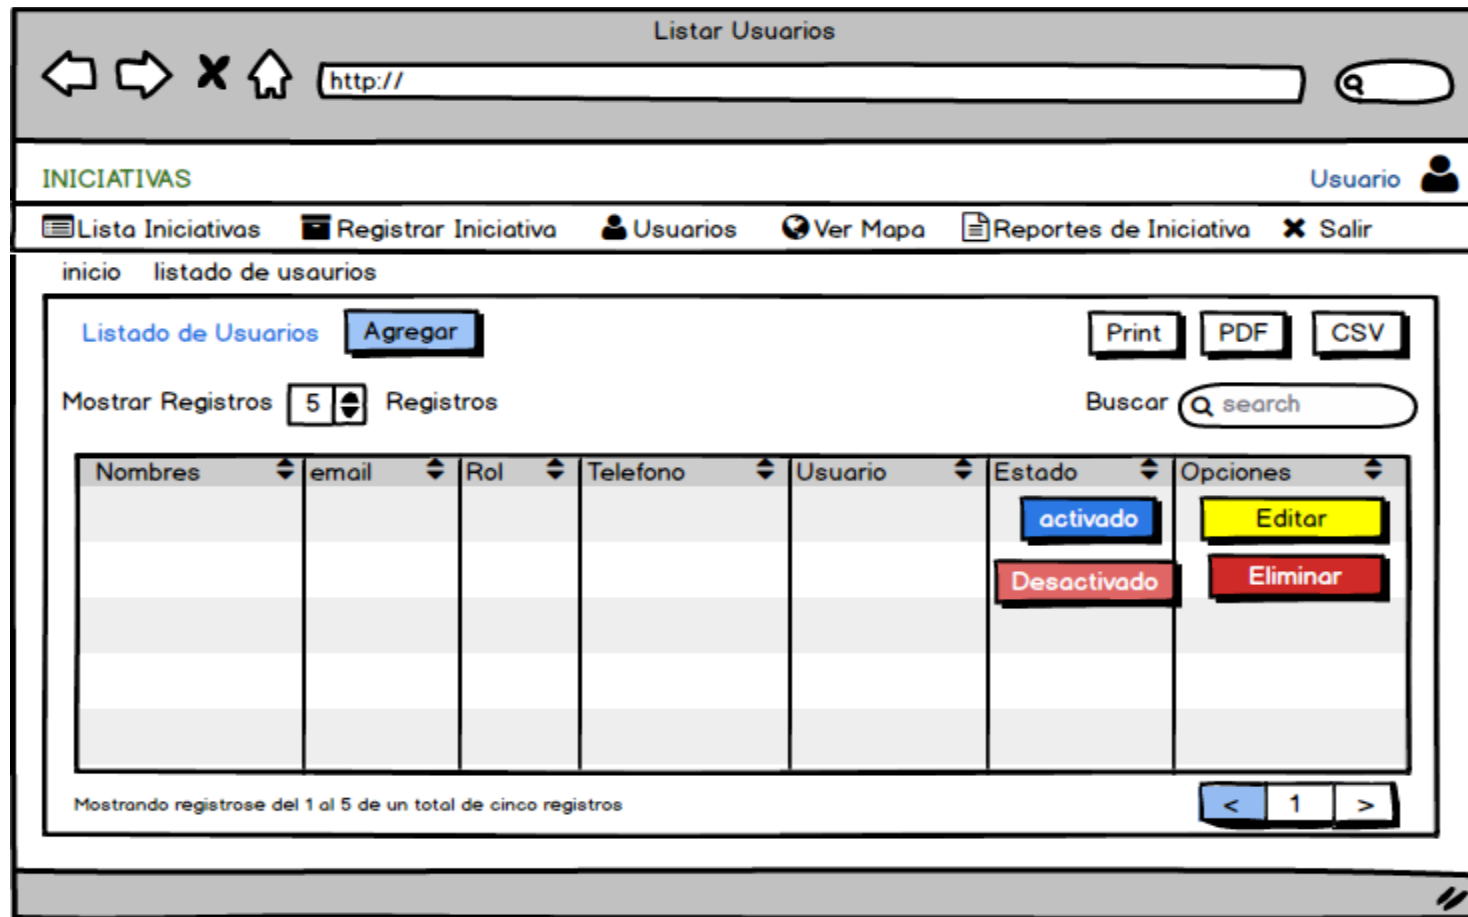 Listar Usuarios
http://
INICIATIVAS Usuario
Lista Iniciativas Registrar Iniciativa Usuarios Ver Mapa Reportes de Iniciativa Salir
inicio listado de usaurios
Listado de Usuarios Agregar Print PDF CSV
Mostrar Registros 5 Registros Buscar search
Nombres email Rol Telefono Usuario Estado Opciones
activado Editar
Desactivado Eliminar
Mostrando registrose del 1 al 5 de un total de cinco registros < 1 >